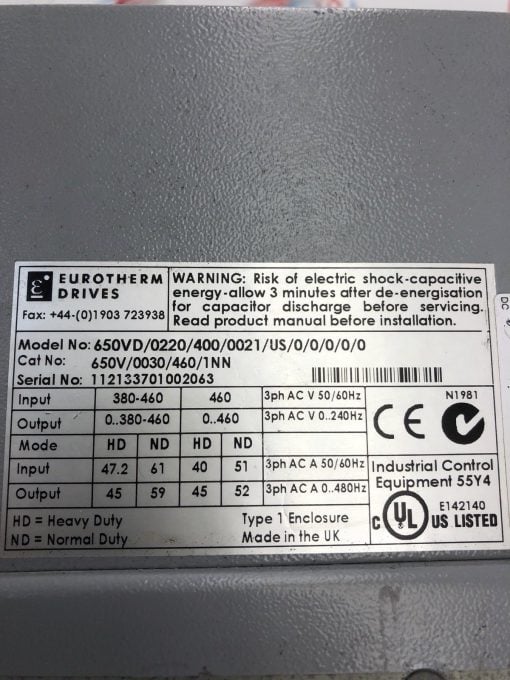 EUROTHERM
DRIVES
Fax: +44-(0)1903 723938
WARNING: Risk of electric shock-capacitive
energy-allow 3 minutes after de-energisation
for capacitor discharge before servicing.
Read product manual before installation.
Model No: 650VD/0220/400/0021/US/0/0/0/0/0
Cat No: 650V/0030/460/1NN
Serial No: 112133701002063
Input 380-460 460 3ph AC V 50/60Hz
Output 0..380-460 0..460 3ph AC V 0..240Hz
Mode HD ND HD ND
Input 47.2 61 40 51 3ph AC A 50/60Hz
Output 45 59 45 52 3ph AC A 0..480Hz
HD = Heavy Duty Type 1 Enclosure
ND = Normal Duty Made in the UK
CE
N1981
Industrial Control
Equipment 55Y4
E142140
C UL US LISTED
DC